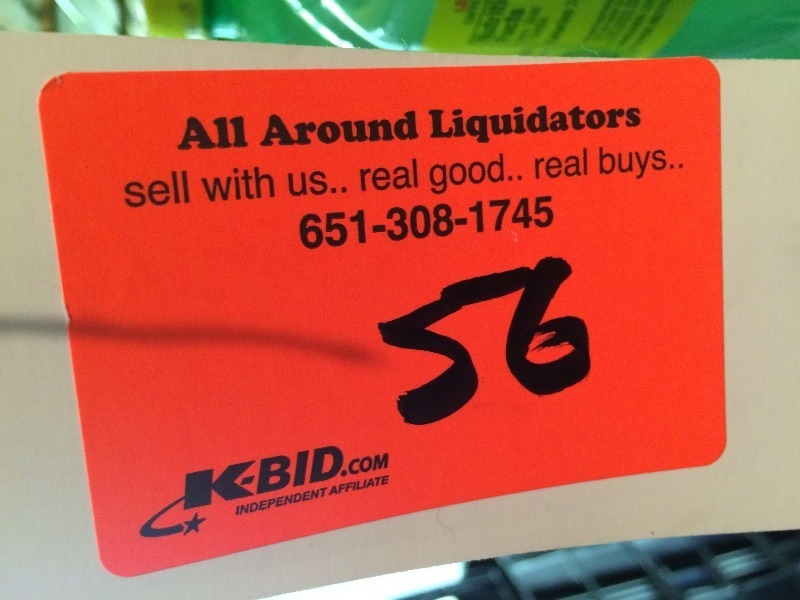 All Around Liquidators
sell with us.. real good.. real buys..
651-308-1745
56
K-BID.COM
INDEPENDENT AFFILIATE